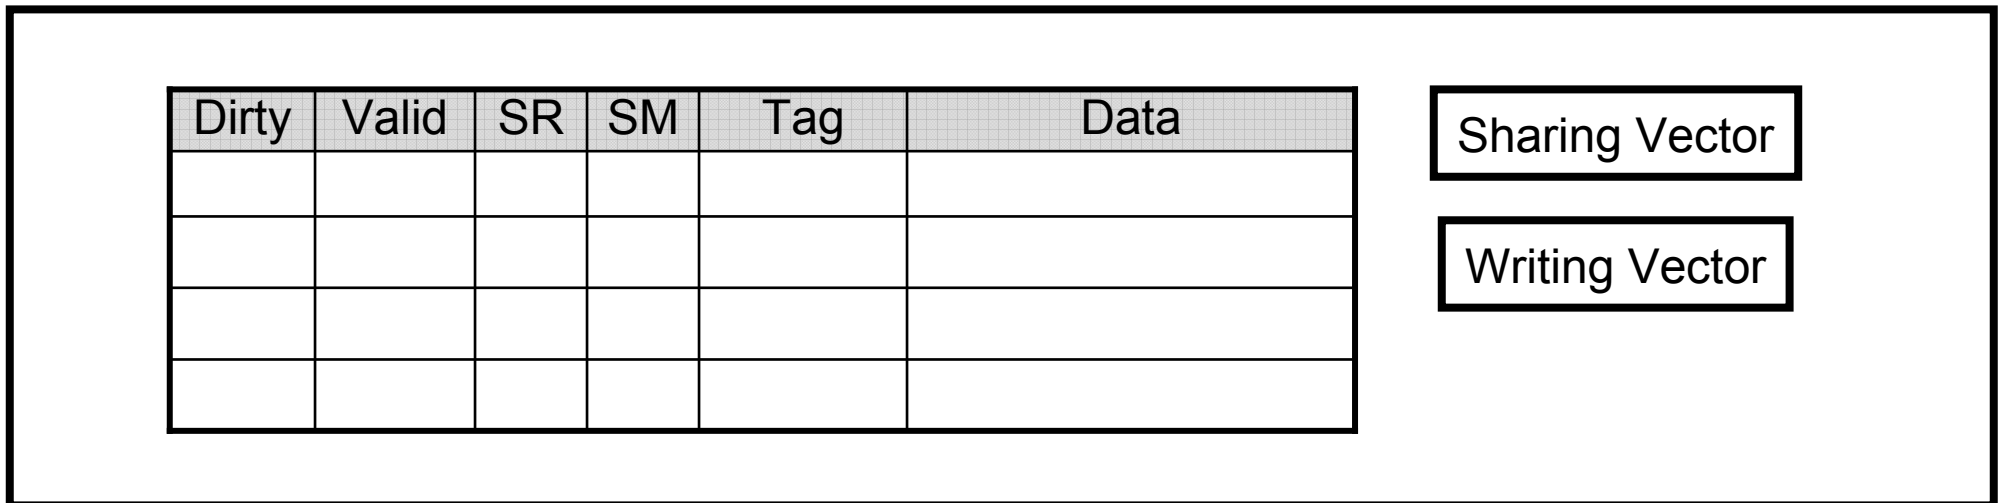 Dirty Valid SR SM Tag Data
Sharing Vector
Writing Vector